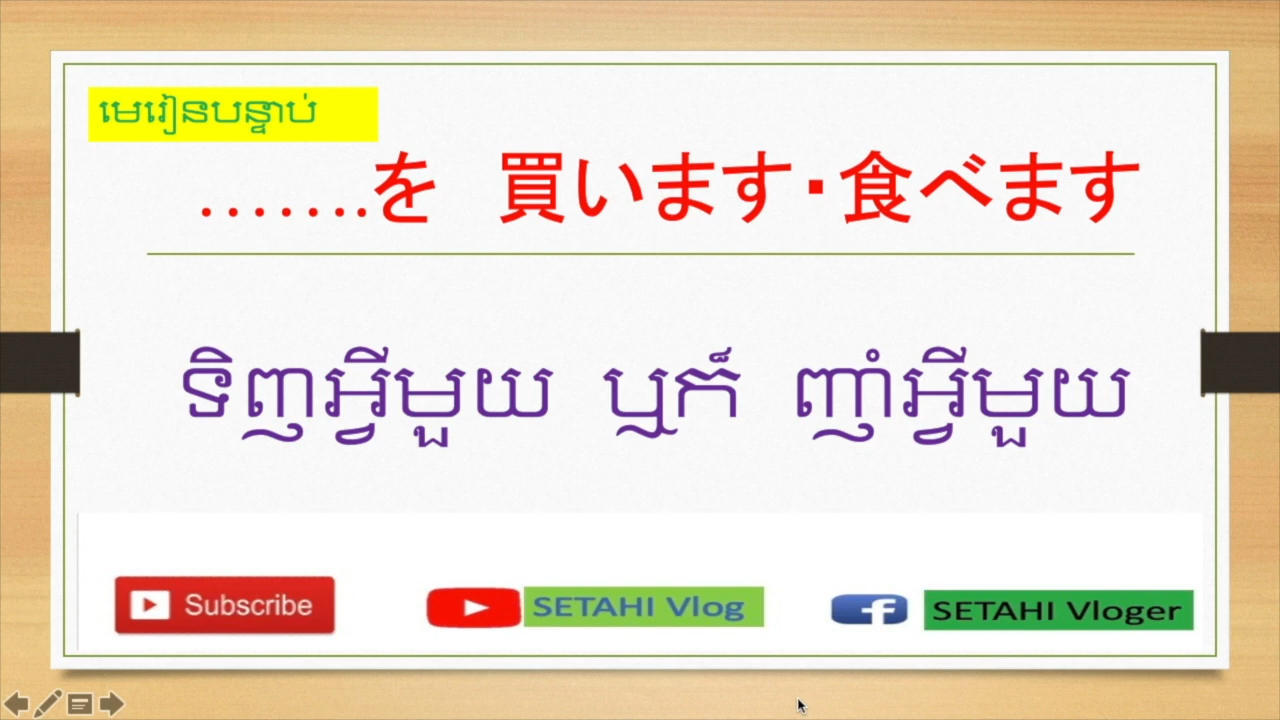 មេរៀនបន្ទាប់
.......を　買います・食べます
ទិញអ្វីមួយ ឬក៏ ញាំអ្វីមួយ
Subscribe SETAHI Vlog SETAHI Vloger